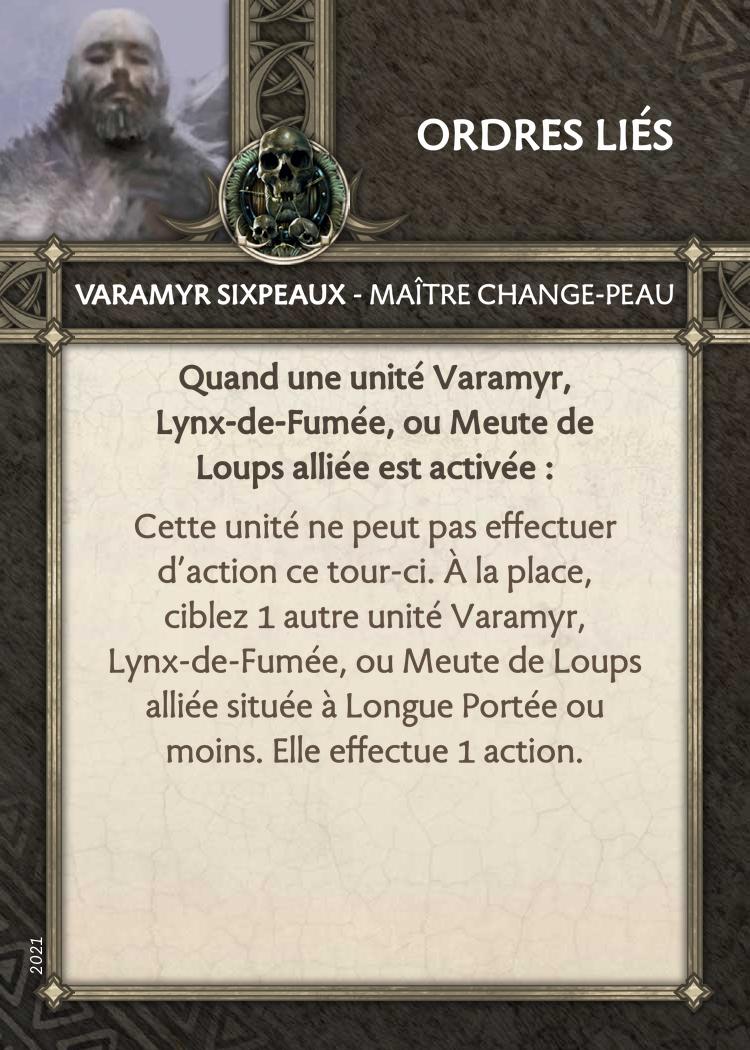 ORDRES LIÉS
VARAMYR SIXPEAUX - MAÎTRE CHANGE-PEAU
Quand une unité Varamyr,
Lynx-de-Fumée, ou Meute de
Loups alliée est activée :
Cette unité ne peut pas effectuer
d'action ce tour-ci. À la place,
ciblez 1 autre unité Varamyr,
Lynx-de-Fumée, ou Meute de Loups
alliée située à Longue Portée ou
moins. Elle effectue 1 action.
2021